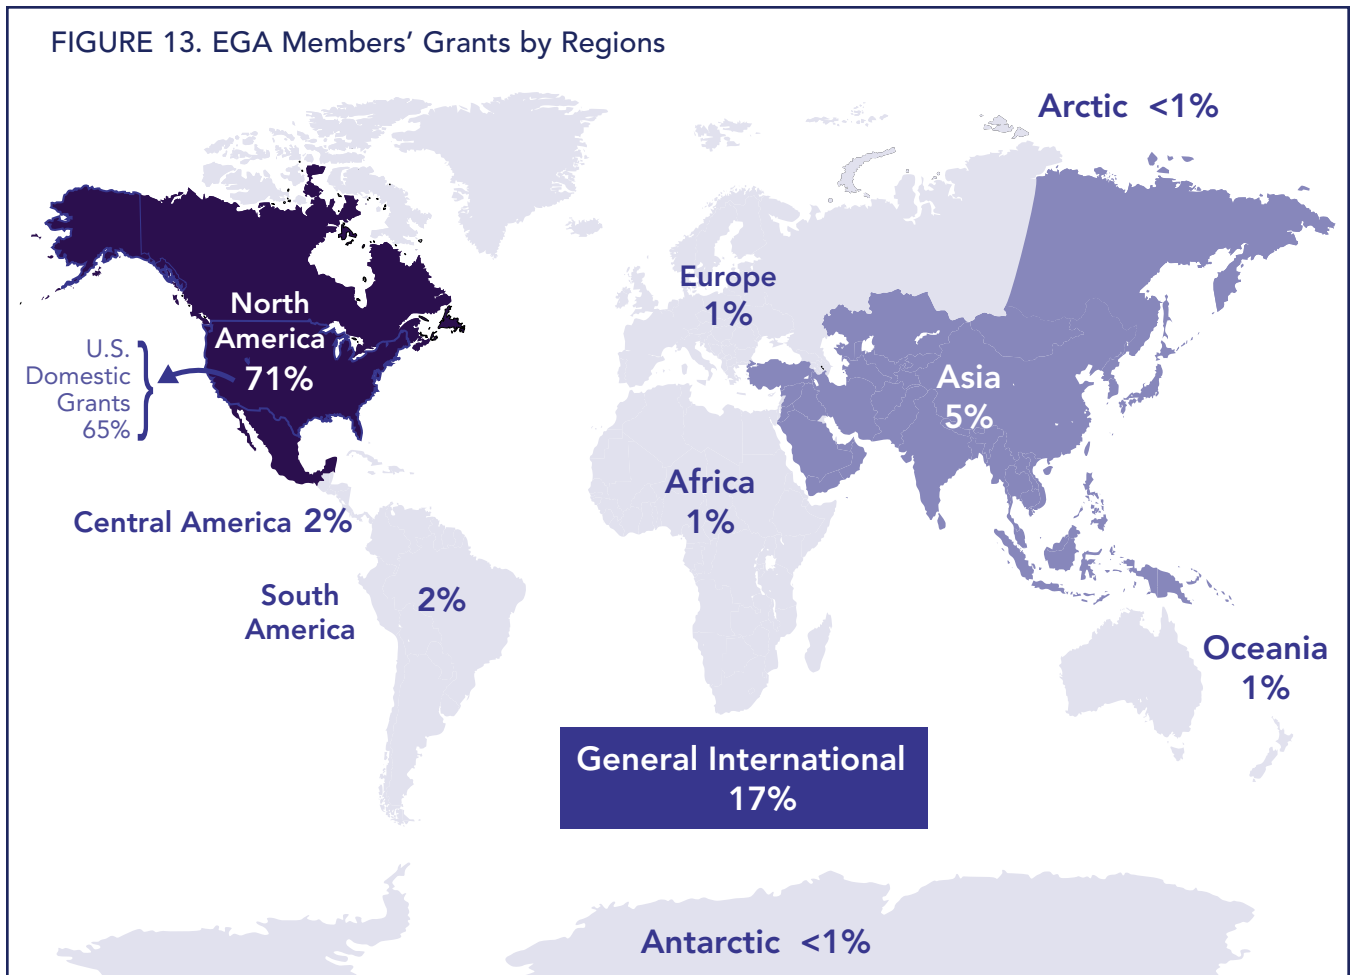 FIGURE 13. EGA Members’ Grants by Regions
Arctic <1%
Europe
1%
North
America
71%
U.S.
Domestic
Grants
65%
Asia
5%
Africa
1%
Central America 2%
South
America
2%
Oceania
1%
General International
17%
Antarctic <1%